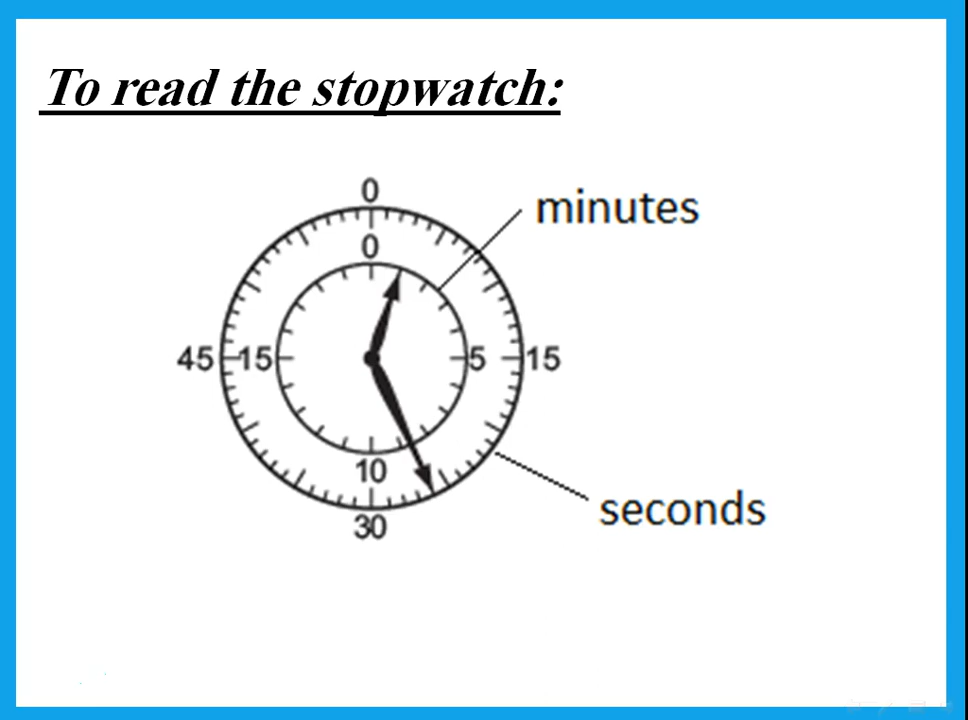 To read the stopwatch:
0
minutes
0
45 15 5 15
10
seconds
30